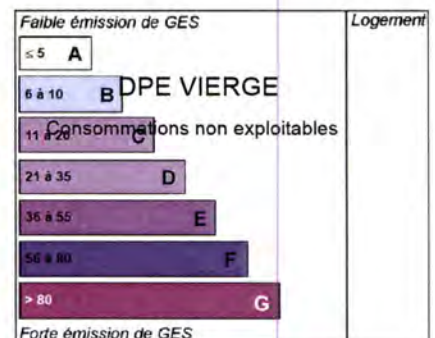 Faible émission de GES
Logement
≤ 5 A
6 à 10 B
DPE VIERGE
Consommations non exploitables
11 à 20 C
21 à 35 D
36 à 55 E
56 à 80 F
> 80 G
Forte émission de GES